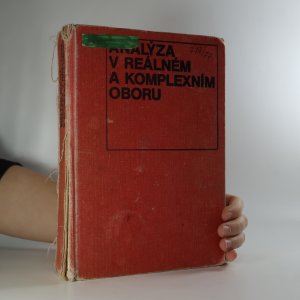 ANALÝZA
V REÁLNÉM
A KOMPLEXNÍM
OBORU